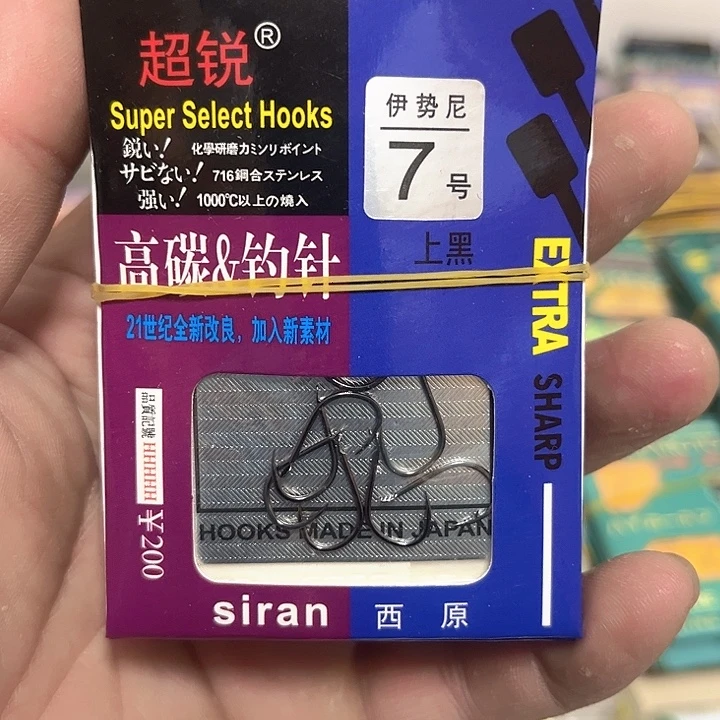 超锐®
Super Select Hooks
鋭い! 化學研磨カミソリポイント
サビない! 716鋼合ステンレス
强い! 1000℃以上の燒入
伊势尼
7号
上黑
高碳&钓针
21世纪全新改良，加入新素材
EXTRA SHARP
品質記號 HHHHHH
¥200
HOOKS MADE IN JAPAN
siran 西原